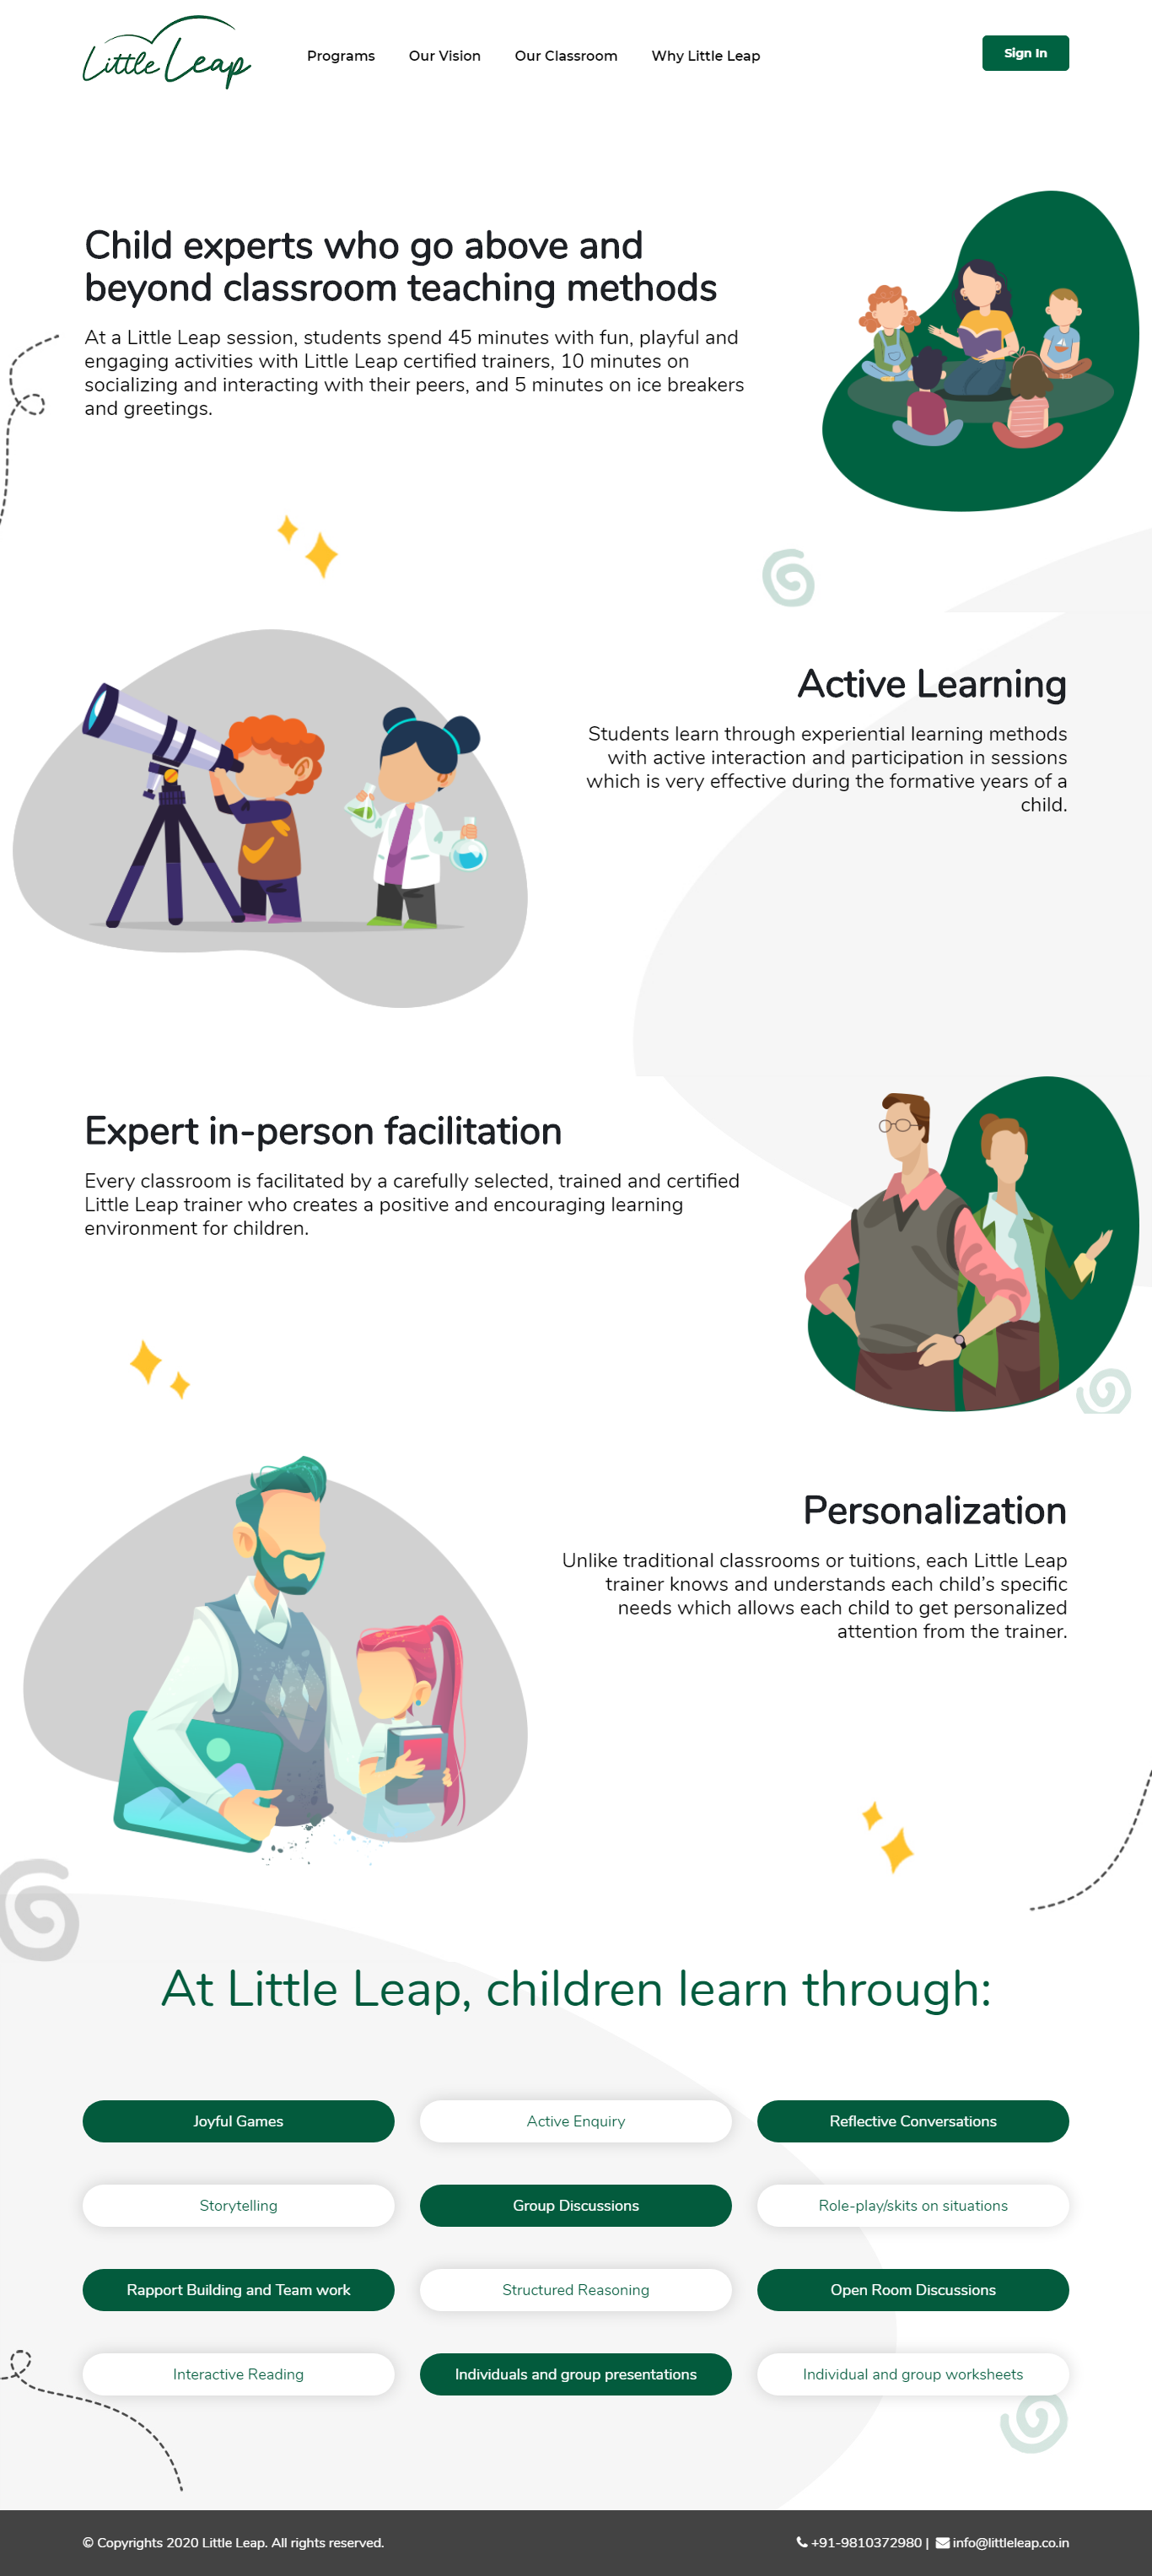 Little Leap
Programs
Our Vision
Our Classroom
Why Little Leap
Sign In
Child experts who go above and
beyond classroom teaching methods
At a Little Leap session, students spend 45 minutes with fun, playful and
engaging activities with Little Leap certified trainers, 10 minutes on
socializing and interacting with their peers, and 5 minutes on ice breakers
and greetings.
Active Learning
Students learn through experiential learning methods
with active interaction and participation in sessions
which is very effective during the formative years of a
child.
Expert in-person facilitation
Every classroom is facilitated by a carefully selected, trained and certified
Little Leap trainer who creates a positive and encouraging learning
environment for children.
Personalization
Unlike traditional classrooms or tuitions, each Little Leap
trainer knows and understands each child’s specific
needs which allows each child to get personalized
attention from the trainer.
At Little Leap, children learn through:
Joyful Games
Active Enquiry
Reflective Conversations
Storytelling
Group Discussions
Role-play/skits on situations
Rapport Building and Team work
Structured Reasoning
Open Room Discussions
Interactive Reading
Individuals and group presentations
Individual and group worksheets
© Copyrights 2020 Little Leap. All rights reserved.
+91-9810372980 | info@littleleap.co.in